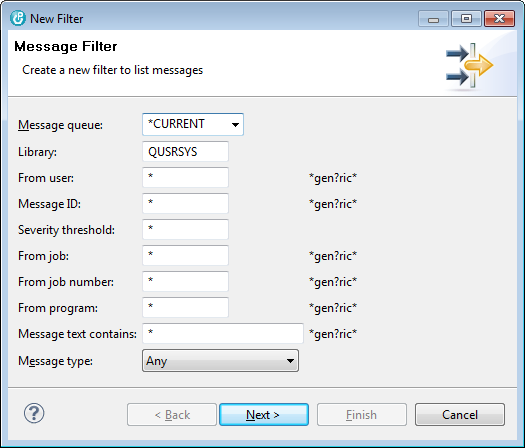 New Filter
Message Filter
Create a new filter to list messages
Message queue: *CURRENT
Library: QUSRSYS
From user: * *gen?ric*
Message ID: * *gen?ric*
Severity threshold: *
From job: * *gen?ric*
From job number: * *gen?ric*
From program: * *gen?ric*
Message text contains: * *gen?ric*
Message type: Any
? < Back Next > Finish Cancel